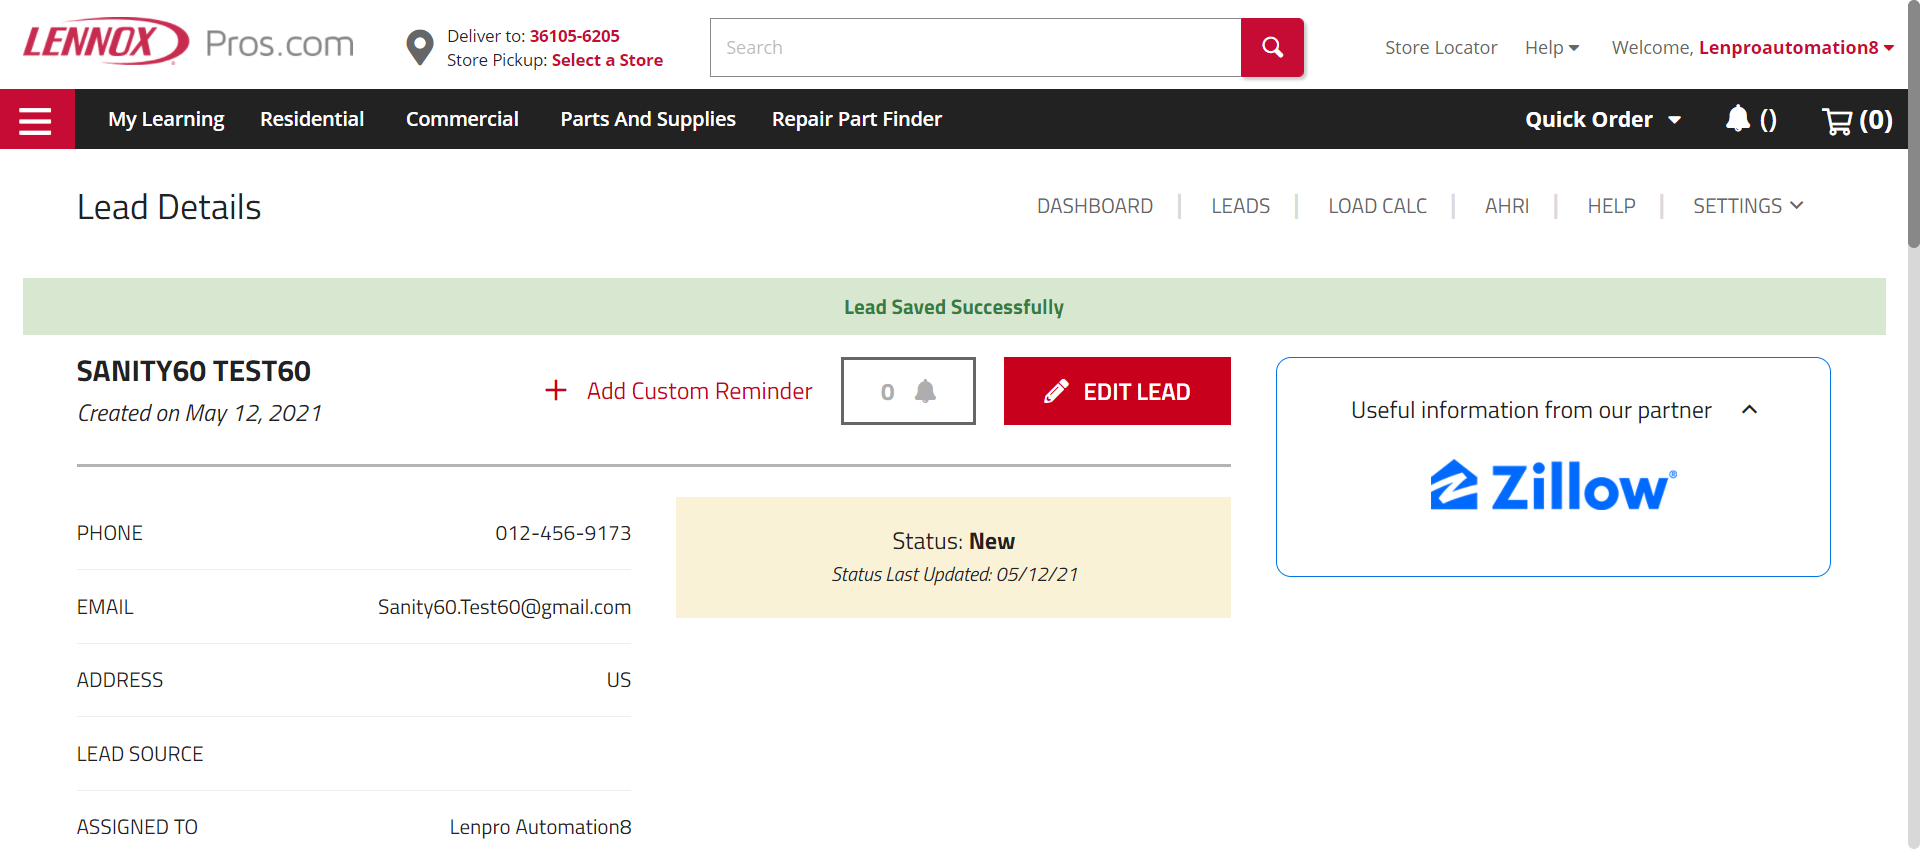 LENNOX Pros.com
Deliver to: 36105-6205
Store Pickup: Select a Store
Search
Store Locator
Help
Welcome, Lenproautomation8
My Learning
Residential
Commercial
Parts And Supplies
Repair Part Finder
Quick Order
()
(0)
Lead Details
DASHBOARD
LEADS
LOAD CALC
AHRI
HELP
SETTINGS
Lead Saved Successfully
SANITY60 TEST60
Created on May 12, 2021
+ Add Custom Reminder
0
EDIT LEAD
Useful information from our partner
Zillow®
PHONE 012-456-9173
EMAIL Sanity60.Test60@gmail.com
ADDRESS US
LEAD SOURCE
ASSIGNED TO Lenpro Automation8
Status: New
Status Last Updated: 05/12/21